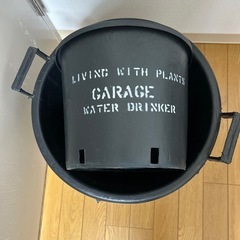 LIVING WITH PLANTS
GARAGE
WATER DRINKER